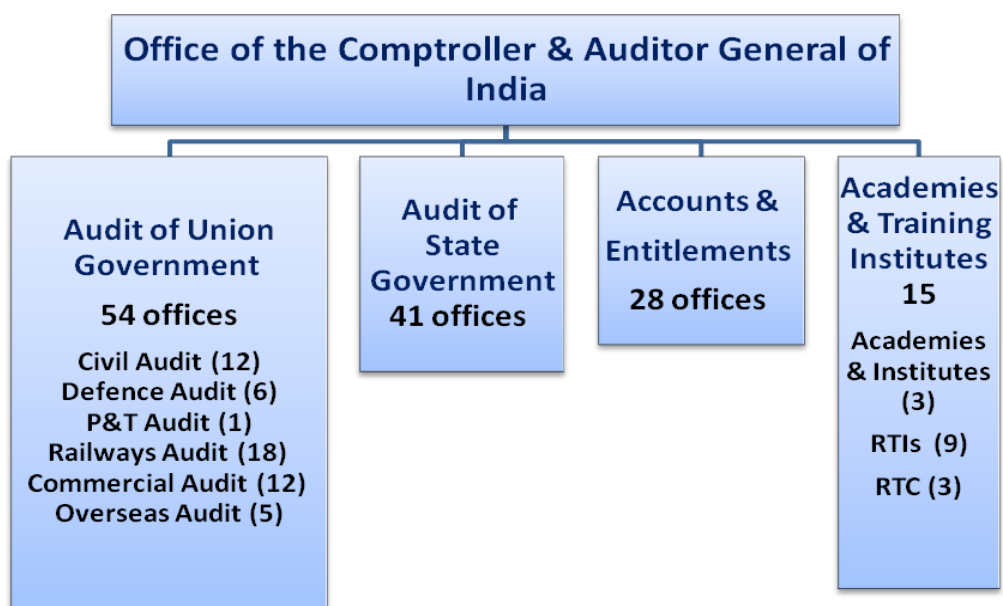 Office of the Comptroller & Auditor General of
India
Audit of Union
Government
54 offices
Civil Audit (12)
Defence Audit (6)
P&T Audit (1)
Railways Audit (18)
Commercial Audit (12)
Overseas Audit (5)
Audit of
State
Government
41 offices
Accounts &
Entitlements
28 offices
Academies
& Training
Institutes
15
Academies
& Institutes
(3)
RTIs (9)
RTC (3)